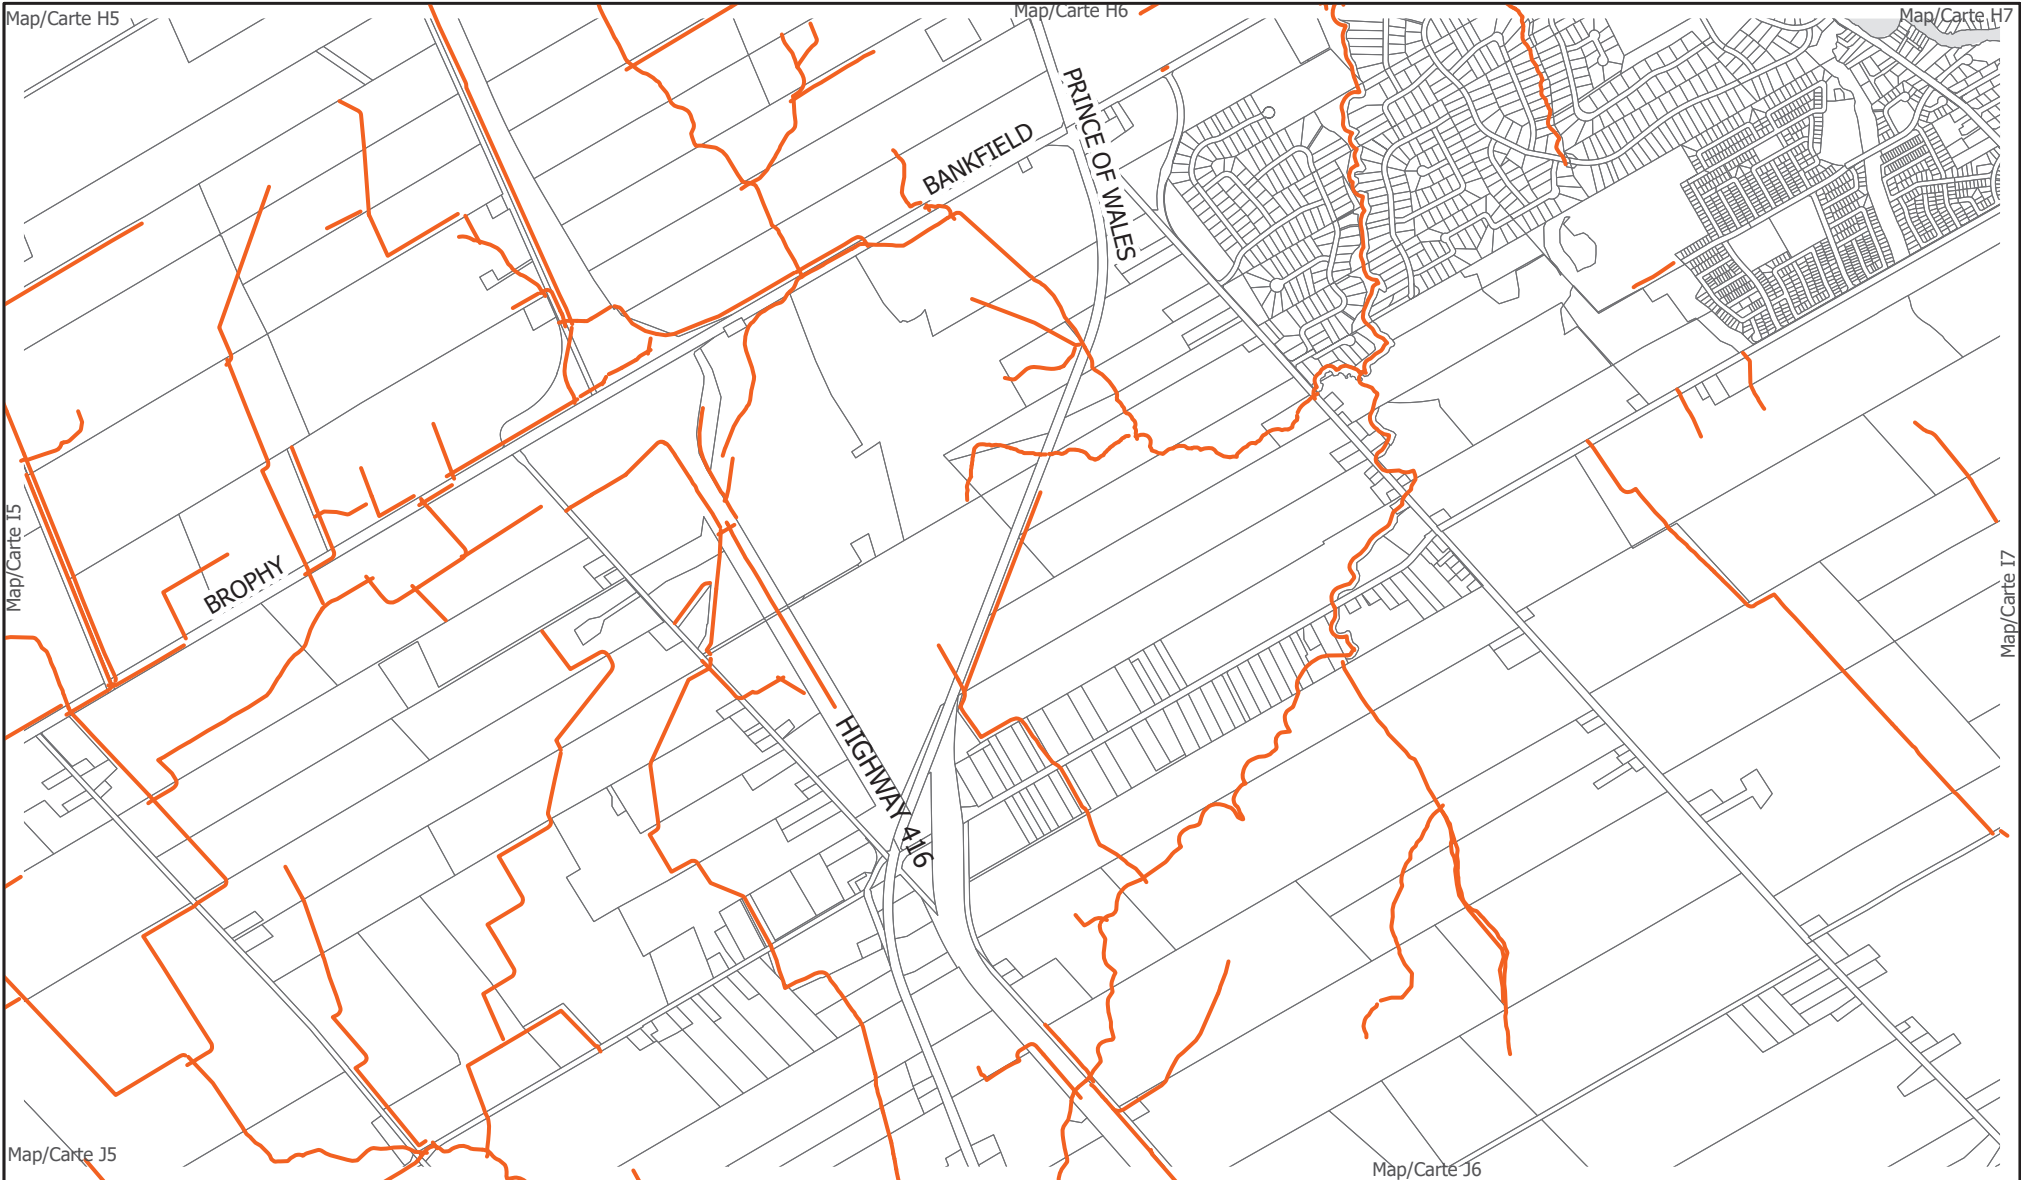 Map/Carte H5
Map/Carte H6
Map/Carte H7
PRINCE OF WALES
BANKFIELD
Map/Carte I5
BROPHY
Map/Carte I7
HIGHWAY 416
Map/Carte J5
Map/Carte J6